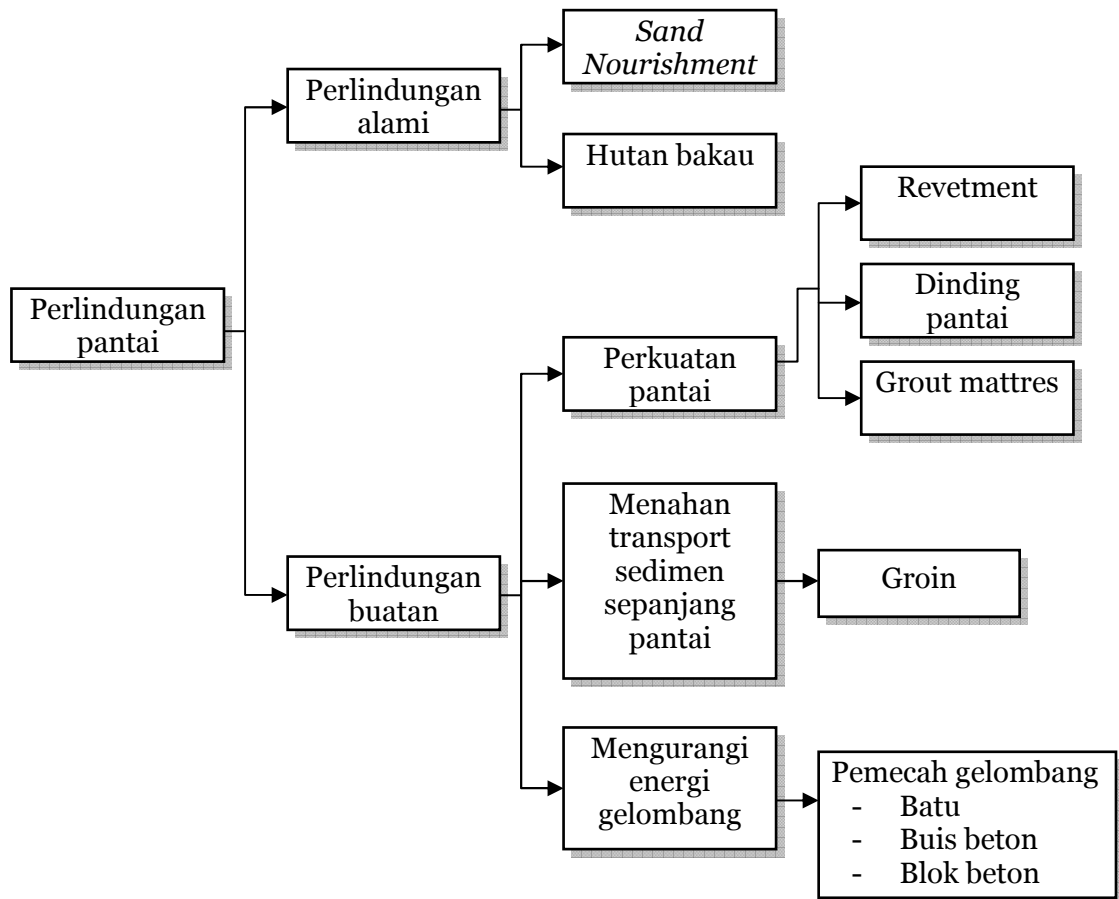 Sand
Nourishment
Perlindungan
alami
Hutan bakau
Revetment
Dinding
pantai
Perlindungan
pantai
Perkuatan
pantai
Grout mattres
Menahan
transport
sedimen
sepanjang
pantai
Groin
Perlindungan
buatan
Mengurangi
energi
gelombang
Pemecah gelombang
- Batu
- Buis beton
- Blok beton